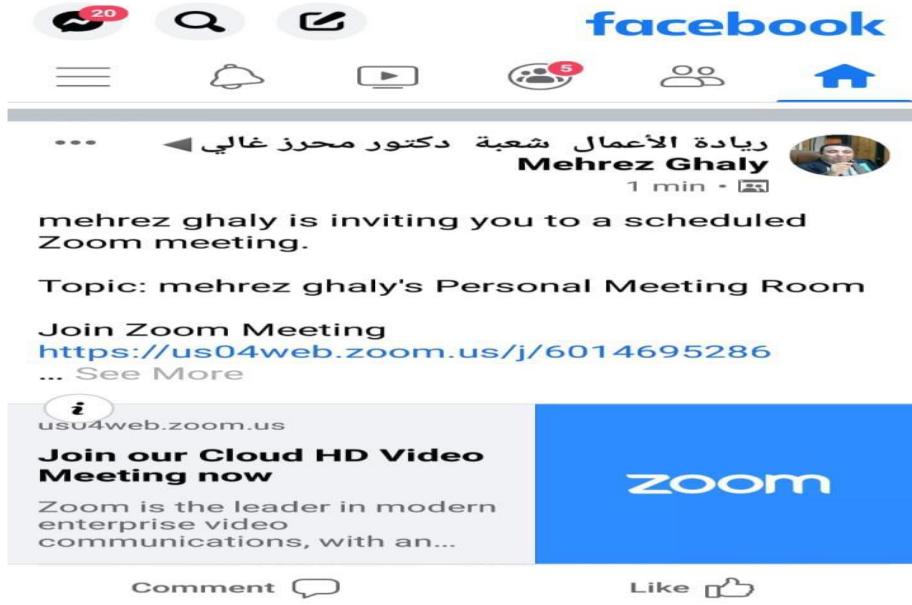 20
facebook
5
ريادة الأعمال شعبة دكتور محرز غالي ◀
Mehrez Ghaly
1 min •
mehrez ghaly is inviting you to a scheduled
Zoom meeting.
Topic: mehrez ghaly's Personal Meeting Room
Join Zoom Meeting
https://us04web.zoom.us/j/6014695286
... See More
i
us04web.zoom.us
Join our Cloud HD Video
Meeting now
Zoom is the leader in modern
enterprise video
communications, with an...
zoom
Comment
Like